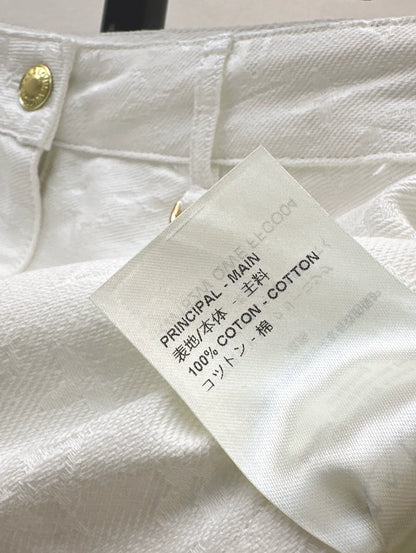 PRINCIPAL - MAIN
表地/本体 - 主料
100% COTON - COTTON
コットン - 棉